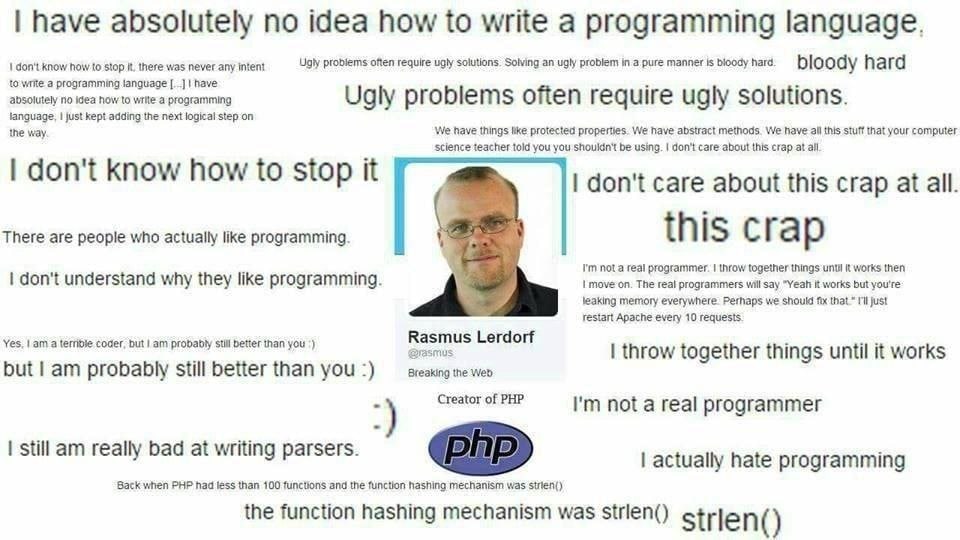 I have absolutely no idea how to write a programming language,
I don't know how to stop it, there was never any intent
to write a programming language [...] I have
absolutely no idea how to write a programming
language, I just kept adding the next logical step on
the way.
Ugly problems often require ugly solutions. Solving an ugly problem in a pure manner is bloody hard.
bloody hard
Ugly problems often require ugly solutions.
We have things like protected properties. We have abstract methods. We have all this stuff that your computer
science teacher told you you shouldn't be using. I don't care about this crap at all.
I don't know how to stop it
I don't care about this crap at all.
this crap
There are people who actually like programming.
I don't understand why they like programming.
I'm not a real programmer. I throw together things until it works then
I move on. The real programmers will say "Yeah it works but you're
leaking memory everywhere. Perhaps we should fix that." I'll just
restart Apache every 10 requests.
Rasmus Lerdorf
@rasmus
Breaking the Web
Creator of PHP
php
Yes, I am a terrible coder, but I am probably still better than you :)
but I am probably still better than you :)
:)
I throw together things until it works
I'm not a real programmer
I still am really bad at writing parsers.
I actually hate programming
Back when PHP had less than 100 functions and the function hashing mechanism was strlen()
the function hashing mechanism was strlen()
strlen()